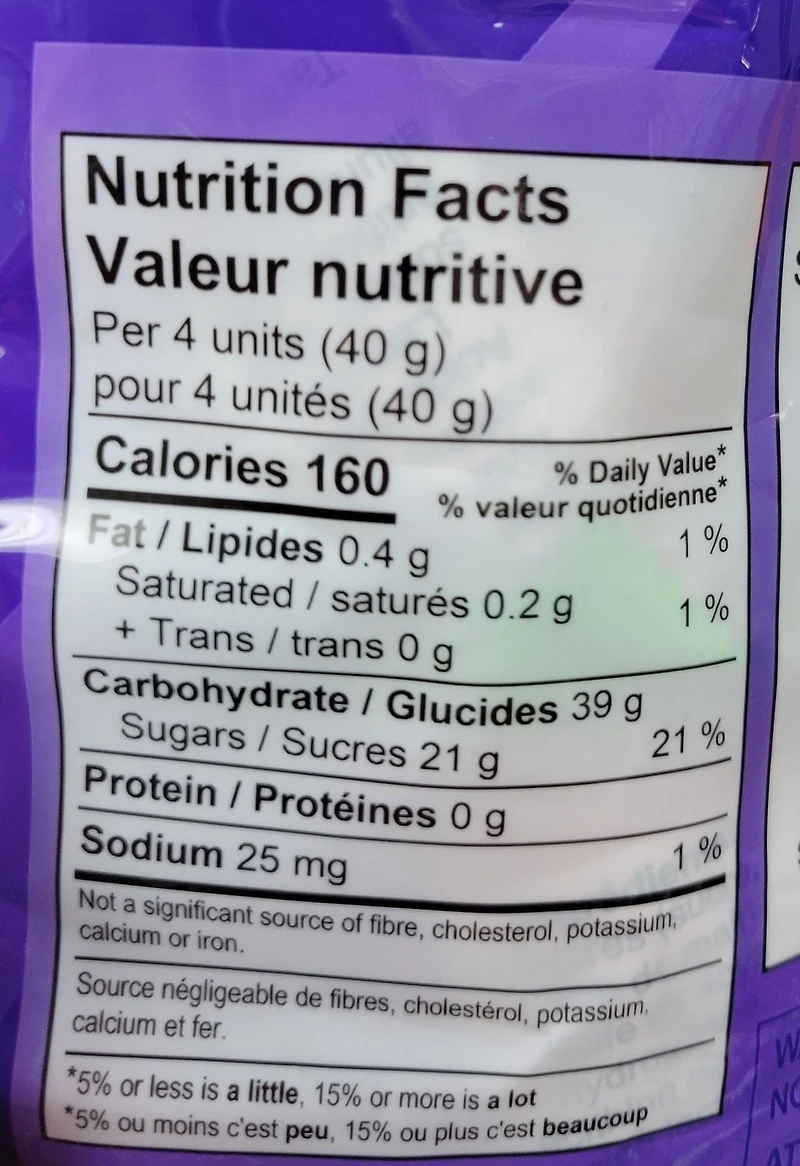 Nutrition Facts
Valeur nutritive
Per 4 units (40 g)
pour 4 unités (40 g)
Calories 160
% Daily Value*
% valeur quotidienne*
Fat / Lipides 0.4 g 1 %
Saturated / saturés 0.2 g 1 %
+ Trans / trans 0 g
Carbohydrate / Glucides 39 g
Sugars / Sucres 21 g 21 %
Protein / Protéines 0 g
Sodium 25 mg 1 %
Not a significant source of fibre, cholesterol, potassium,
calcium or iron.
Source négligeable de fibres, cholestérol, potassium,
calcium et fer.
*5% or less is a little, 15% or more is a lot
*5% ou moins c'est peu, 15% ou plus c'est beaucoup